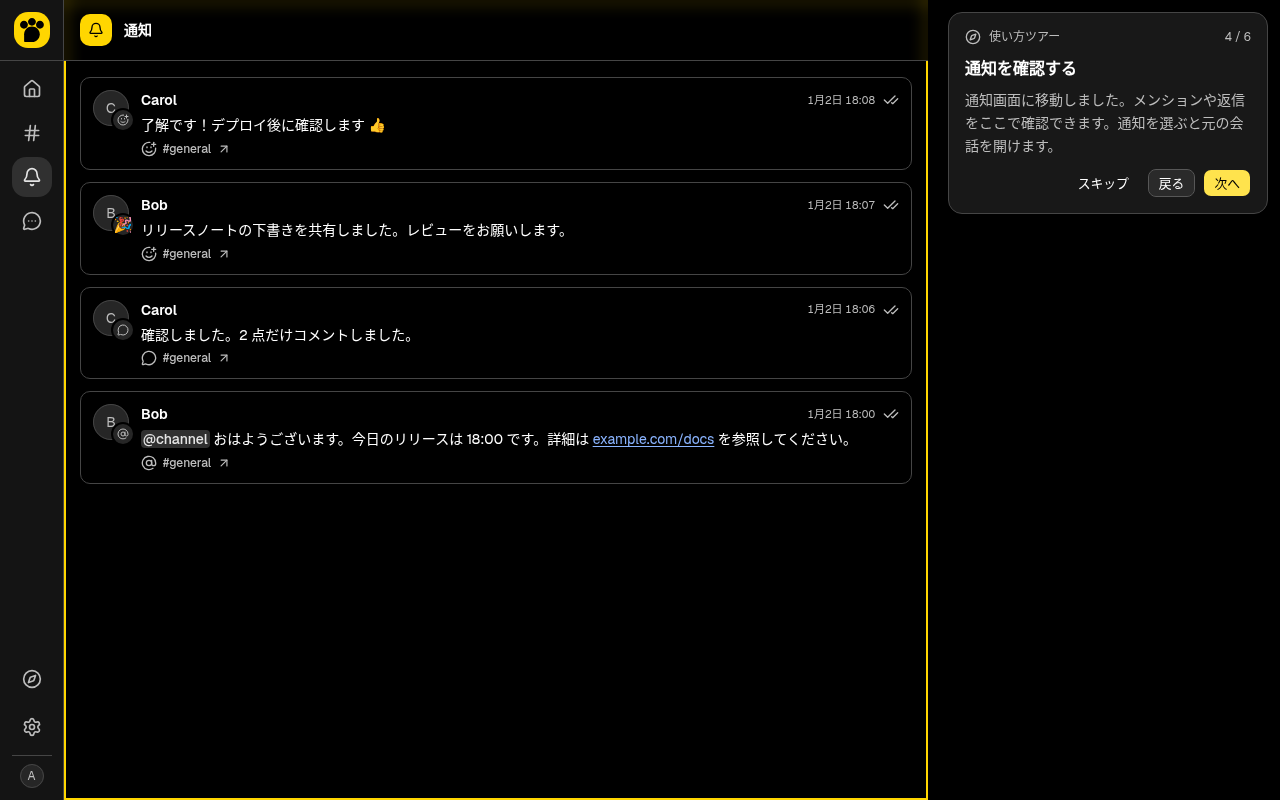 通知
Carol
1月2日 18:08
了解です！デプロイ後に確認します 👍
#general
Bob
1月2日 18:07
リリースノートの下書きを共有しました。レビューをお願いします。
#general
Carol
1月2日 18:06
確認しました。2 点だけコメントしました。
#general
Bob
1月2日 18:00
@channel おはようございます。今日のリリースは 18:00 です。詳細は example.com/docs を参照してください。
#general
C
B
C
B
A
使い方ツアー
4 / 6
通知を確認する
通知画面に移動しました。メンションや返信
をここで確認できます。通知を選ぶと元の会
話を開けます。
スキップ
戻る
次へ